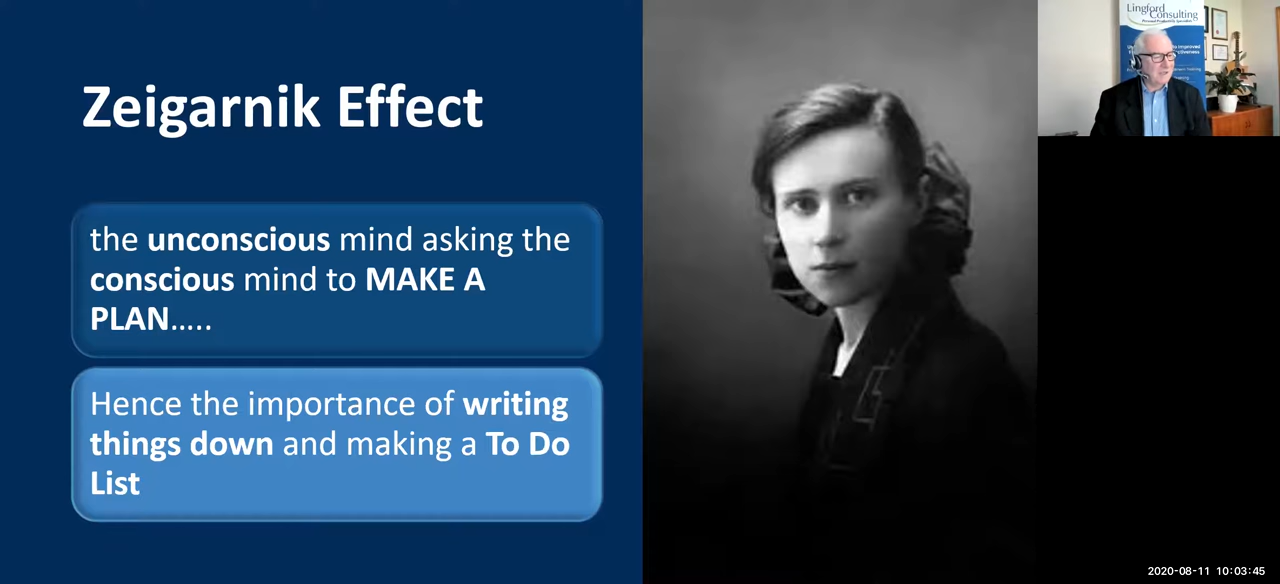 Zeigarnik Effect
the unconscious mind asking the
conscious mind to MAKE A
PLAN.....
Hence the importance of writing
things down and making a To Do
List
Lingford
Consulting
2020-08-11 10:03:45